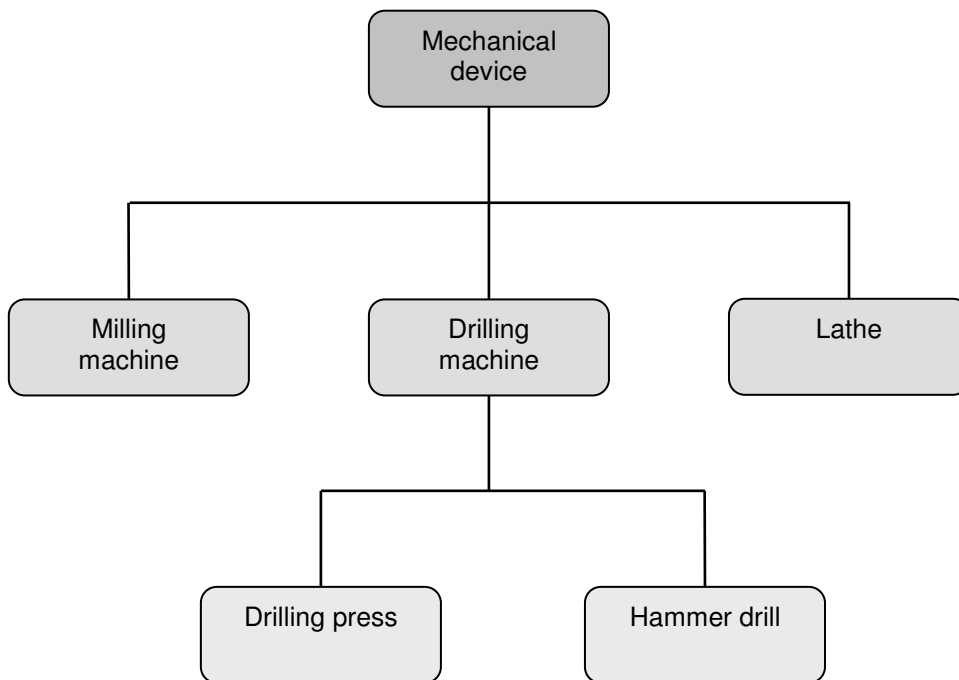 Mechanical
device
Milling
machine
Drilling
machine
Lathe
Drilling press
Hammer drill